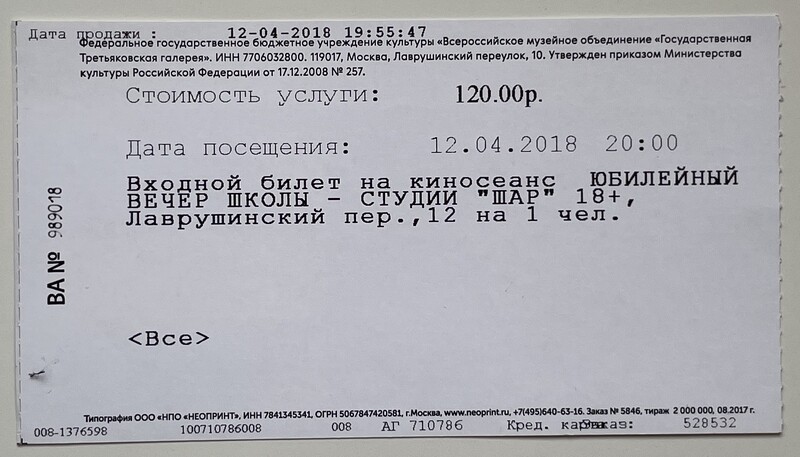 Дата продажи : 12-04-2018 19:55:47
Федеральное государственное бюджетное учреждение культуры «Всероссийское музейное объединение «Государственная
Третьяковская галерея». ИНН 7706032800. 119017, Москва, Лаврушинский переулок, 10. Утвержден приказом Министерства
культуры Российской Федерации от 17.12.2008 № 257.
Стоимость услуги: 120.00р.
Дата посещения: 12.04.2018 20:00
Входной билет на киносеанс ЮБИЛЕЙНЫЙ
ВЕЧЕР ШКОЛЫ - СТУДИИ "ШАР" 18+,
Лаврушинский пер.,12 на 1 чел.
ВА № 989018
<Все>
Типография ООО «НПО «НЕОПРИНТ», ИНН 7841345341, ОГРН 5067847420581, г.Москва, www.neoprint.ru, +7(495)640-63-16. Заказ № 5846, тираж 2 000 000, 08.2017 г.
008-1376598 100710786008 008 АГ 710786 Кред. карта Заказ: 528532